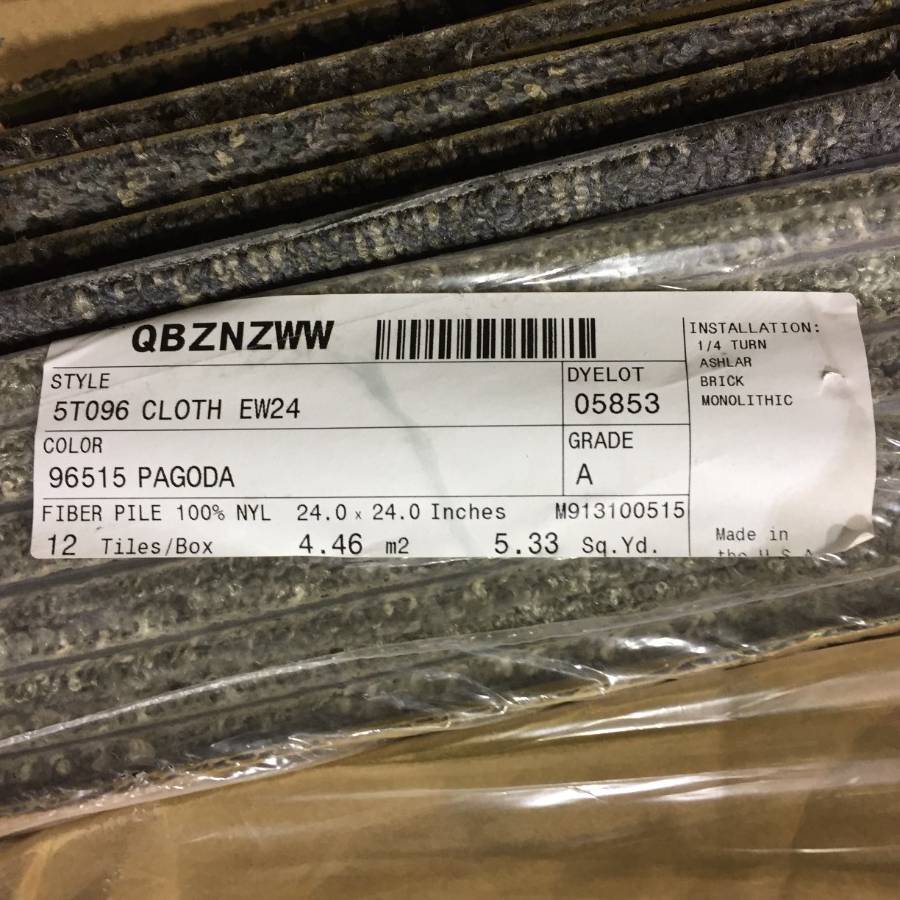 QBZNZWW
STYLE
5T096 CLOTH EW24
DYELOT
05853
COLOR
96515 PAGODA
GRADE
A
FIBER PILE 100% NYL 24.0 x 24.0 Inches M913100515
12 Tiles/Box 4.46 m2 5.33 Sq.Yd.
INSTALLATION:
1/4 TURN
ASHLAR
BRICK
MONOLITHIC
Made in
the U.S.A